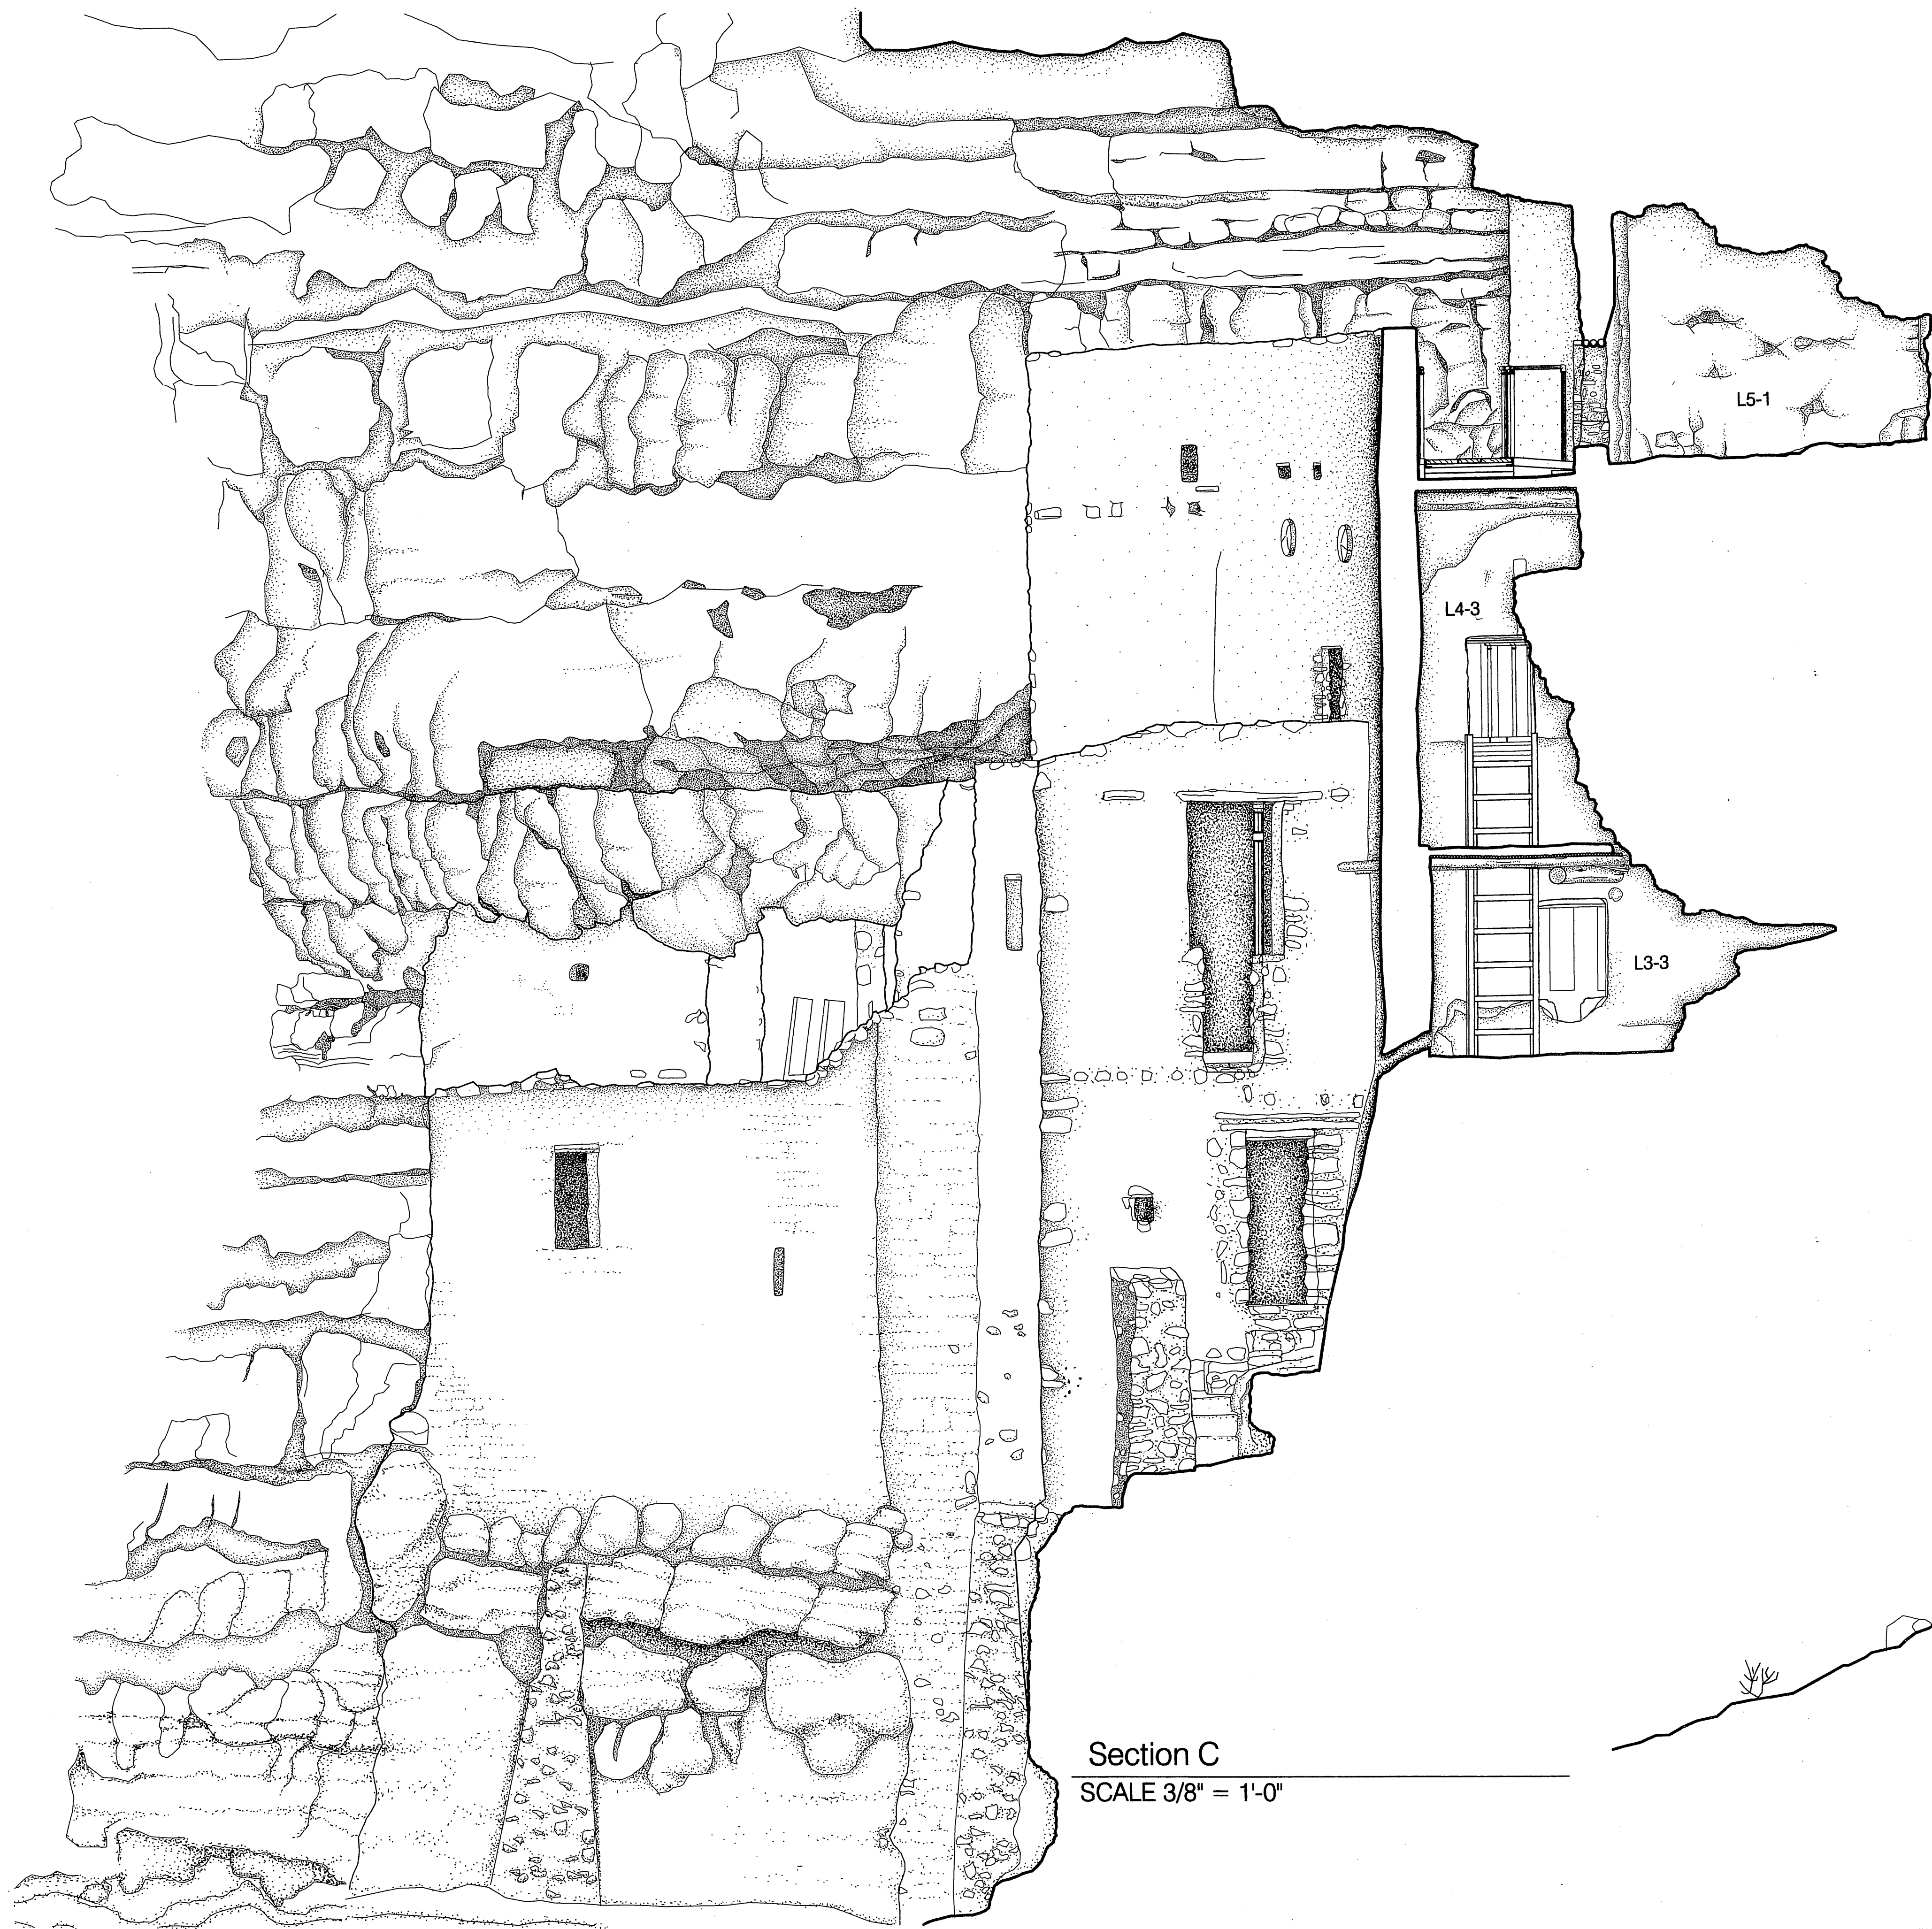 L5-1
L4-3
L3-3
Section C
SCALE 3/8" = 1'-0"